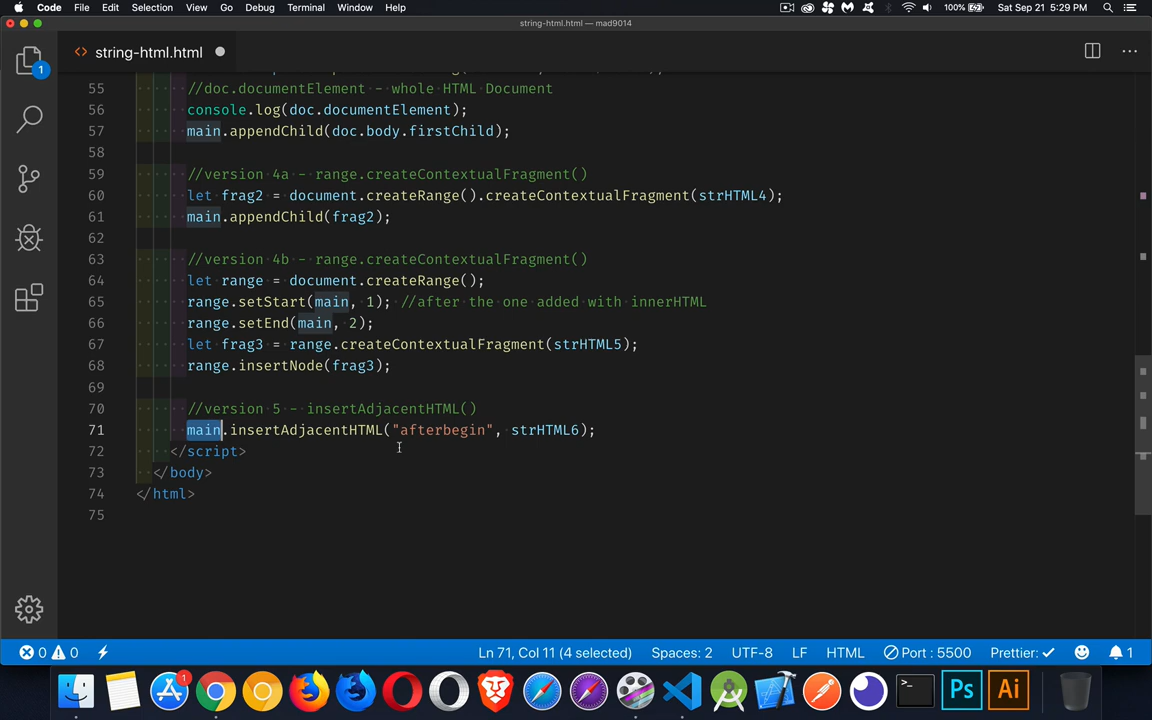 Code File Edit Selection View Go Debug Terminal Window Help 100% Sat Sep 21 5:29 PM
string-html.html — mad9014
1
<> string-html.html
55 //doc.documentElement - whole HTML Document
56 console.log(doc.documentElement);
57 main.appendChild(doc.body.firstChild);
58
59 //version 4a - range.createContextualFragment()
60 let frag2 = document.createRange().createContextualFragment(strHTML4);
61 main.appendChild(frag2);
62
63 //version 4b - range.createContextualFragment()
64 let range = document.createRange();
65 range.setStart(main, 1); //after the one added with innerHTML
66 range.setEnd(main, 2);
67 let frag3 = range.createContextualFragment(strHTML5);
68 range.insertNode(frag3);
69
70 //version 5 - insertAdjacentHTML()
71 main.insertAdjacentHTML("afterbegin", strHTML6);
72 </script>
73 </body>
74 </html>
75
0 0 Ln 71, Col 11 (4 selected) Spaces: 2 UTF-8 LF HTML Port : 5500 Prettier: 1
1 >_ Ps Ai